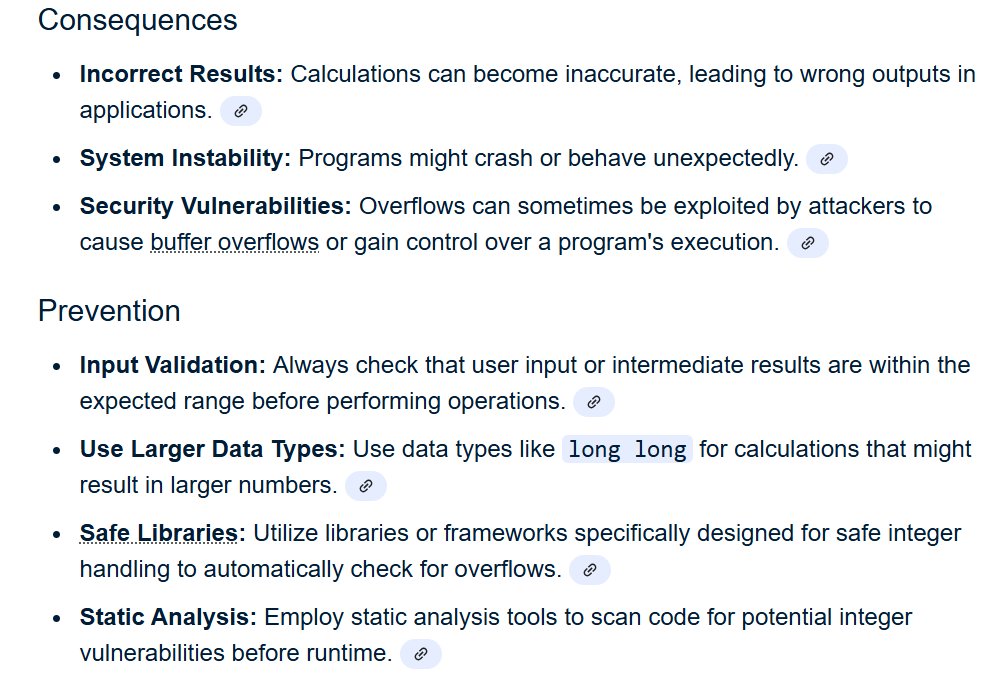 Consequences
• Incorrect Results: Calculations can become inaccurate, leading to wrong outputs in
applications.
• System Instability: Programs might crash or behave unexpectedly.
• Security Vulnerabilities: Overflows can sometimes be exploited by attackers to
cause buffer overflows or gain control over a program's execution.
Prevention
• Input Validation: Always check that user input or intermediate results are within the
expected range before performing operations.
• Use Larger Data Types: Use data types like long long for calculations that might
result in larger numbers.
• Safe Libraries: Utilize libraries or frameworks specifically designed for safe integer
handling to automatically check for overflows.
• Static Analysis: Employ static analysis tools to scan code for potential integer
vulnerabilities before runtime.